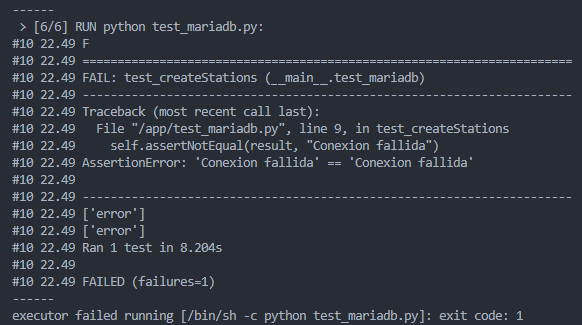 ------
> [6/6] RUN python test_mariadb.py:
#10 22.49 F
#10 22.49 ======================================================================
#10 22.49 FAIL: test_createStations (__main__.test_mariadb)
#10 22.49 ----------------------------------------------------------------------
#10 22.49 Traceback (most recent call last):
#10 22.49   File "/app/test_mariadb.py", line 9, in test_createStations
#10 22.49     self.assertNotEqual(result, "Conexion fallida")
#10 22.49 AssertionError: 'Conexion fallida' == 'Conexion fallida'
#10 22.49
#10 22.49 ----------------------------------------------------------------------
#10 22.49 ['error']
#10 22.49 ['error']
#10 22.49 Ran 1 test in 8.204s
#10 22.49
#10 22.49 FAILED (failures=1)
------
executor failed running [/bin/sh -c python test_mariadb.py]: exit code: 1